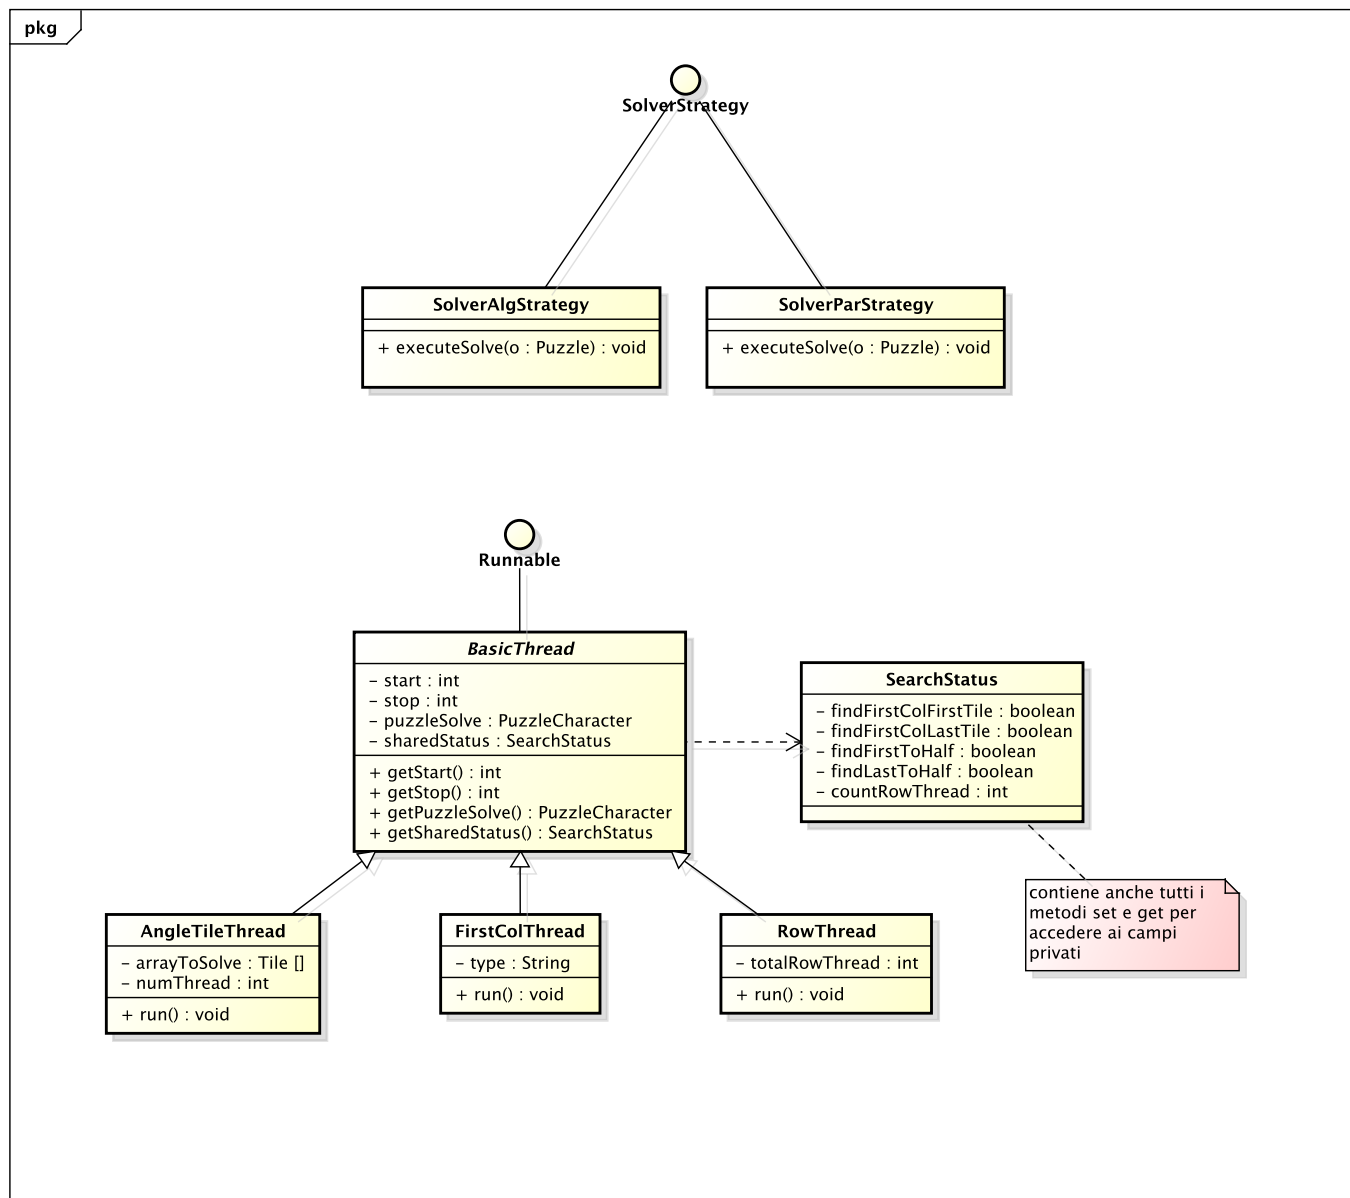 pkg
SolverStrategy
SolverAlgStrategy
+ executeSolve(o : Puzzle) : void
SolverParStrategy
+ executeSolve(o : Puzzle) : void
Runnable
BasicThread
– start : int
– stop : int
– puzzleSolve : PuzzleCharacter
– sharedStatus : SearchStatus
+ getStart() : int
+ getStop() : int
+ getPuzzleSolve() : PuzzleCharacter
+ getSharedStatus() : SearchStatus
SearchStatus
– findFirstColFirstTile : boolean
– findFirstColLastTile : boolean
– findFirstToHalf : boolean
– findLastToHalf : boolean
– countRowThread : int
contiene anche tutti i
metodi set e get per
accedere ai campi
privati
AngleTileThread
– arrayToSolve : Tile []
– numThread : int
+ run() : void
FirstColThread
– type : String
+ run() : void
RowThread
– totalRowThread : int
+ run() : void